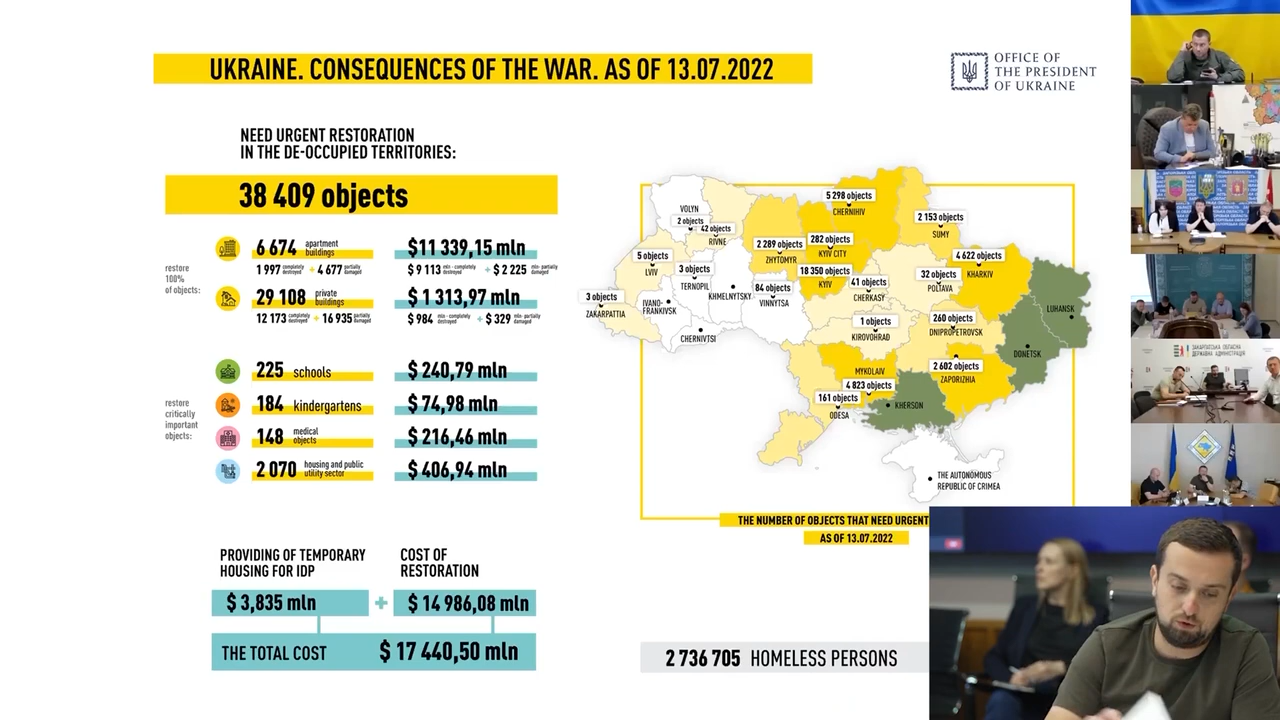 UKRAINE. CONSEQUENCES OF THE WAR. AS OF 13.07.2022
OFFICE OF
THE PRESIDENT
OF UKRAINE
NEED URGENT RESTORATION
IN THE DE-OCCUPIED TERRITORIES:
38 409 objects
restore
100%
of objects:
6 674 apartment
buildings
$11 339,15 mln
1 997 completely
destroyed + 4 677 partially
damaged
$ 9 113 mln - completely
destroyed + $ 2 225 mln- partially
damaged
29 108 private
buildings
$ 1 313,97 mln
12 173 completely
destroyed + 16 935 partially
damaged
$ 984 mln - completely
destroyed + $ 329 mln- partially
damaged
restore
critically
important
objects:
225 schools
$ 240,79 mln
184 kindergartens
$ 74,98 mln
148 medical
objects
$ 216,46 mln
2 070 housing and public
utility sector
$ 406,94 mln
PROVIDING OF TEMPORARY
HOUSING FOR IDP
COST OF
RESTORATION
$ 3,835 mln + $ 14 986,08 mln
THE TOTAL COST $ 17 440,50 mln
VOLYN
2 objects
42 objects
RIVNE
5 objects
LVIV
3 objects
ZAKARPATTIA
3 objects
TERNOPIL
IVANO-
FRANKIVSK
KHMELNYTSKY
CHERNIVTSI
2 289 objects
ZHYTOMYR
84 objects
VINNYTSA
282 objects
KYIV CITY
18 350 objects
KYIV
5 298 objects
CHERNIHIV
2 153 objects
SUMY
4 622 objects
KHARKIV
32 objects
POLTAVA
41 objects
CHERKASY
1 objects
KIROVOHRAD
260 objects
DNIPROPETROVSK
LUHANSK
DONETSK
2 602 objects
ZAPORIZHIA
MYKOLAIV
4 823 objects
161 objects
ODESA
KHERSON
THE AUTONOMOUS
REPUBLIC OF CRIMEA
THE NUMBER OF OBJECTS THAT NEED URGENT
AS OF 13.07.2022
2 736 705 HOMELESS PERSONS
ЗАКАРПАТСЬКА ОБЛАСНА
ДЕРЖАВНА АДМІНІСТРАЦІЯ